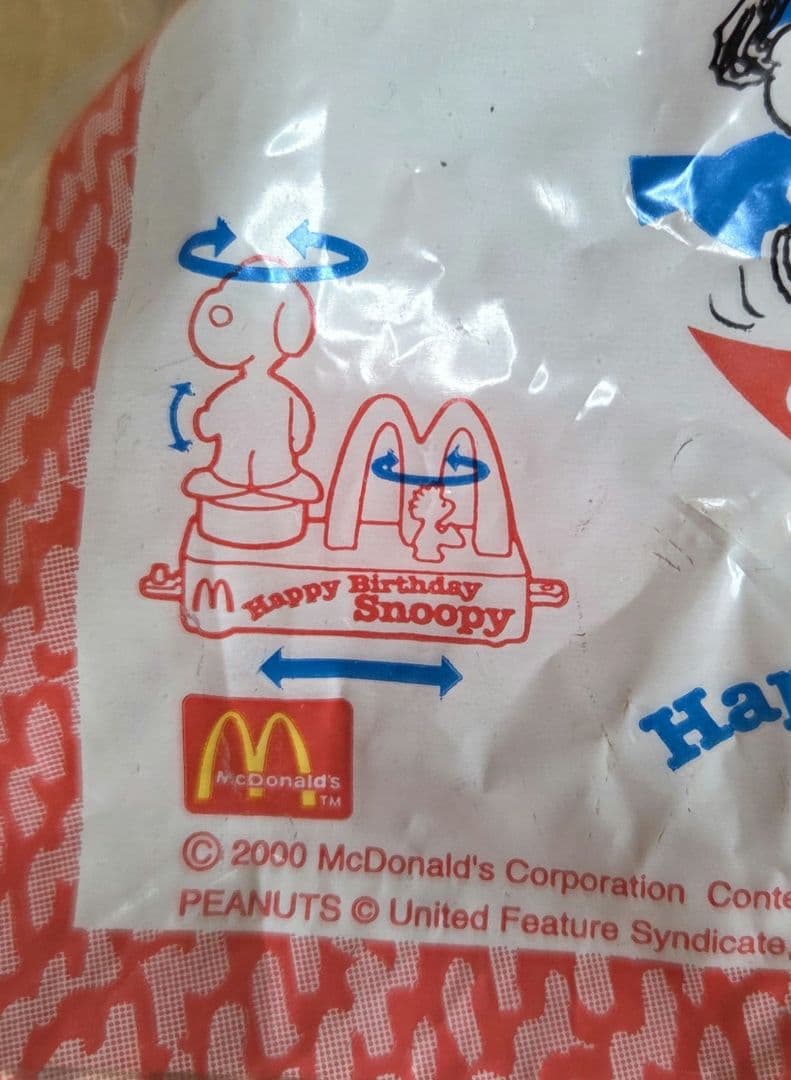 Happy Birthday
Snoopy
McDonald's
TM
© 2000 McDonald's Corporation
PEANUTS © United Feature Syndicate,